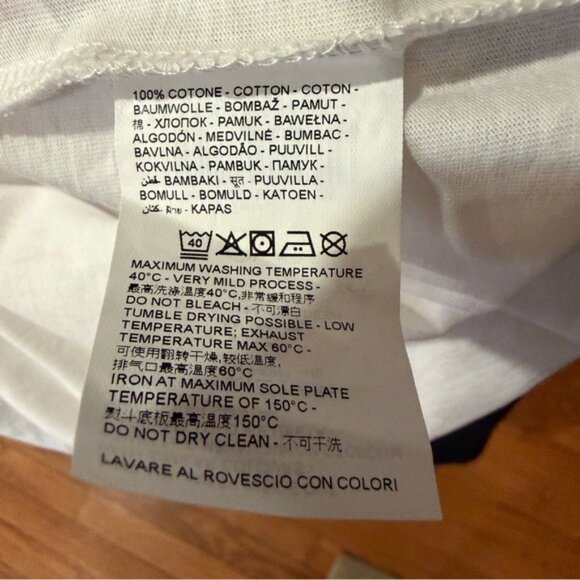 100% COTONE - COTTON - COTON -
BAUMWOLLE - BOMBAŽ - PAMUT -
棉 - ХЛОПОК - PAMUK - BAWEŁNA -
ALGODÓN - MEDVILNĖ - BUMBAC -
BAVLNA - ALGODÃO - PUUVILL -
KOKVILNA - PAMBUK - ПАМУК -
قطن - BAMBAKI - सूत - PUUVILLA -
BOMULL - BOMULD - KATOEN -
كتان - ฝ้าย - KAPAS
40
MAXIMUM WASHING TEMPERATURE
40°C - VERY MILD PROCESS -
最高洗涤温度40°C,非常缓和程序
DO NOT BLEACH - 不可漂白
TUMBLE DRYING POSSIBLE - LOW
TEMPERATURE; EXHAUST
TEMPERATURE MAX 60°C -
可使用翻转干燥,较低温度,
排气口最高温度60°C
IRON AT MAXIMUM SOLE PLATE
TEMPERATURE OF 150°C -
熨斗底板最高温度150°C
DO NOT DRY CLEAN - 不可干洗
LAVARE AL ROVESCIO CON COLORI